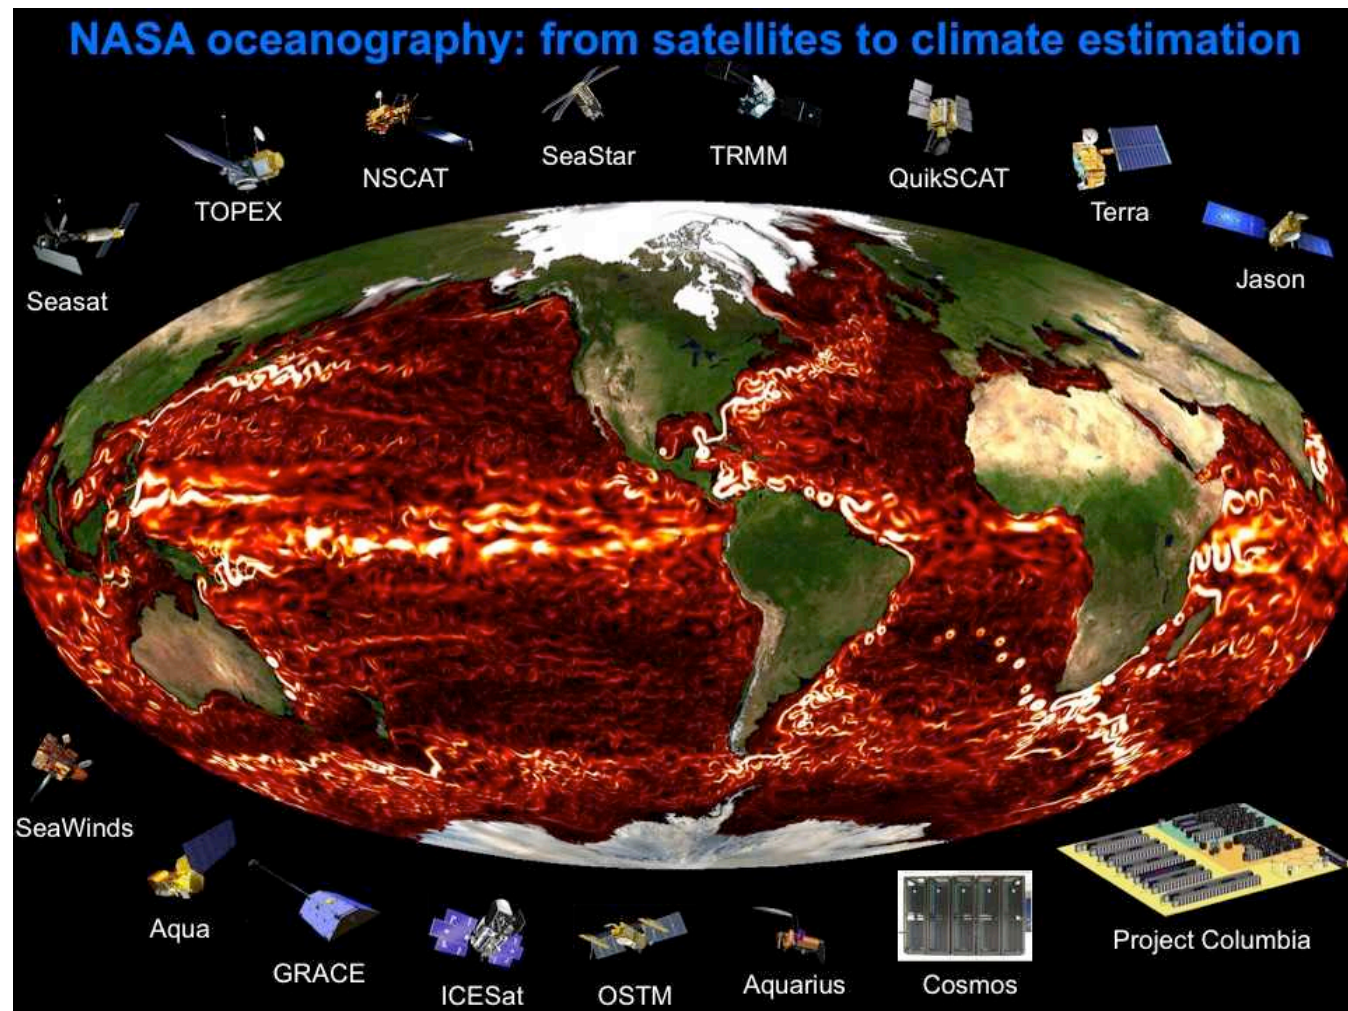 NASA oceanography: from satellites to climate estimation
SeaStar
TRMM
NSCAT
QuikSCAT
TOPEX
Terra
Jason
Seasat
SeaWinds
Aqua
Project Columbia
GRACE
ICESat
OSTM
Aquarius
Cosmos